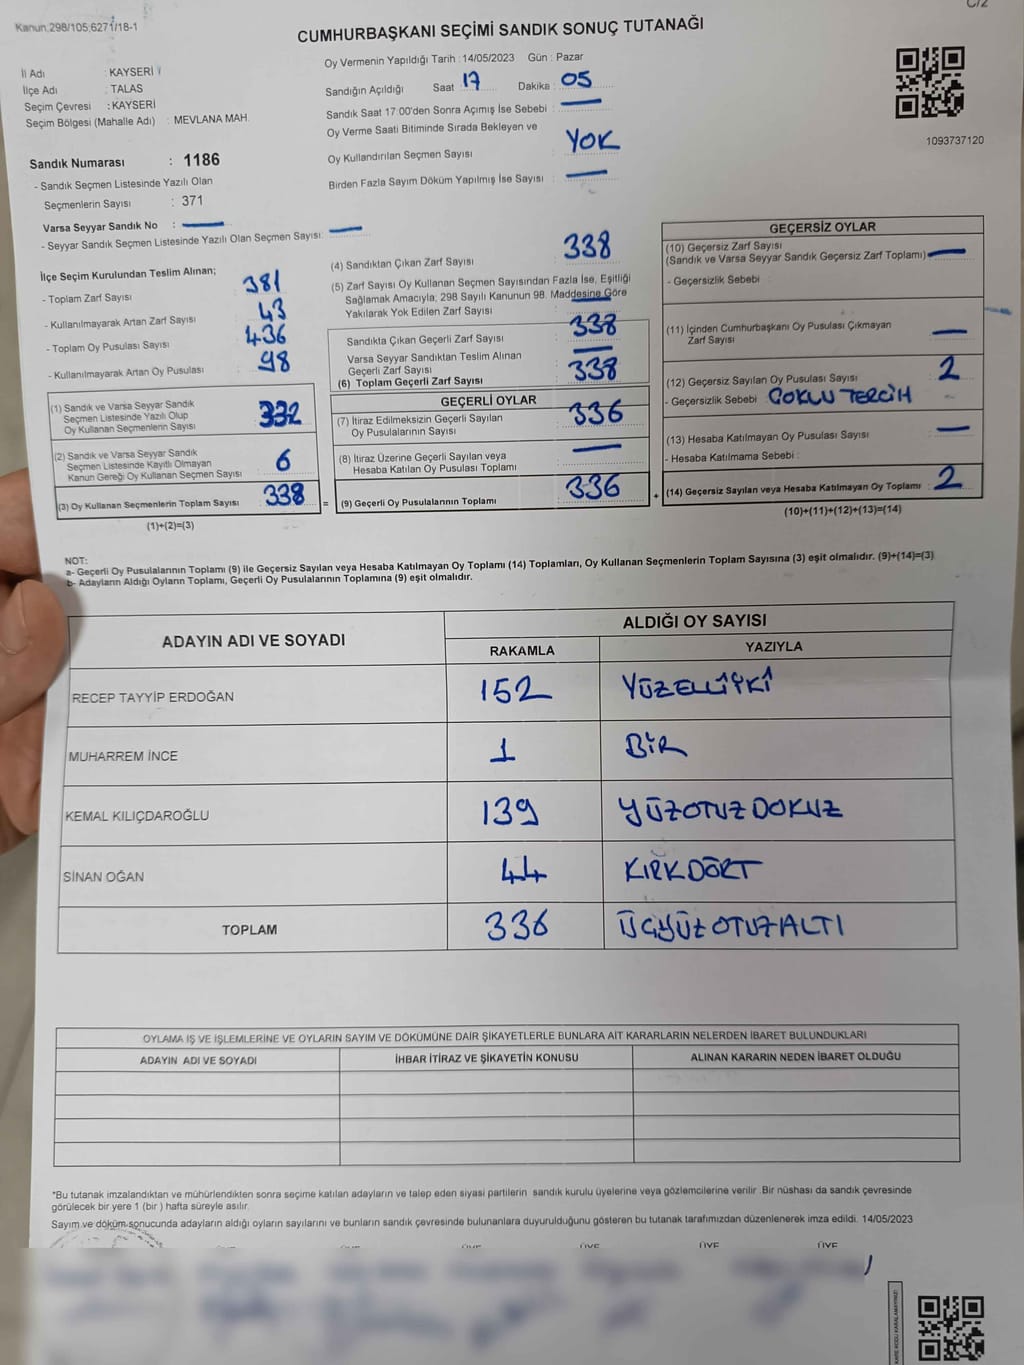 C/2
Kanun.298/105;6271/18-1
CUMHURBAŞKANI SEÇİMİ SANDIK SONUÇ TUTANAĞI
İl Adı : KAYSERİ
İlçe Adı : TALAS
Seçim Çevresi : KAYSERİ
Seçim Bölgesi (Mahalle Adı) : MEVLANA MAH.
Oy Vermenin Yapıldığı Tarih : 14/05/2023 Gün : Pazar
Sandığın Açıldığı Saat : 17 Dakika : 05
Sandık Saat 17:00'den Sonra Açımış İse Sebebi : —
Oy Verme Saati Bitiminde Sırada Bekleyen ve
Oy Kullandırılan Seçmen Sayısı : YOK
Birden Fazla Sayım Döküm Yapılmış İse Sayısı : —
1093737120
Sandık Numarası : 1186
- Sandık Seçmen Listesinde Yazılı Olan
Seçmenlerin Sayısı : 371
Varsa Seyyar Sandık No : —
- Seyyar Sandık Seçmen Listesinde Yazılı Olan Seçmen Sayısı: —
İlçe Seçim Kurulundan Teslim Alınan;
- Toplam Zarf Sayısı 381
- Kullanılmayarak Artan Zarf Sayısı 43
- Toplam Oy Pusulası Sayısı 436
- Kullanılmayarak Artan Oy Pusulası 98
(1) Sandık ve Varsa Seyyar Sandık
Seçmen Listesinde Yazılı Olup
Oy Kullanan Seçmenlerin Sayısı 332
(2) Sandık ve Varsa Seyyar Sandık
Seçmen Listesinde Kayıtlı Olmayan
Kanun Gereği Oy Kullanan Seçmen Sayısı 6
(3) Oy Kullanan Seçmenlerin Toplam Sayısı 338 =
(1)+(2)=(3)
(4) Sandıktan Çıkan Zarf Sayısı 338
(5) Zarf Sayısı Oy Kullanan Seçmen Sayısından Fazla İse, Eşitliği
Sağlamak Amacıyla, 298 Sayılı Kanunun 98. Maddesine Göre
Yakılarak Yok Edilen Zarf Sayısı : —
Sandıkta Çıkan Geçerli Zarf Sayısı 338
Varsa Seyyar Sandıktan Teslim Alınan
Geçerli Zarf Sayısı —
(6) Toplam Geçerli Zarf Sayısı 338
GEÇERLİ OYLAR
(7) İtiraz Edilmeksizin Geçerli Sayılan
Oy Pusulalarının Sayısı 336
(8) İtiraz Üzerine Geçerli Sayılan veya
Hesaba Katılan Oy Pusulası Toplamı —
(9) Geçerli Oy Pusulalarının Toplamı 336 +
GEÇERSİZ OYLAR
(10) Geçersiz Zarf Sayısı
(Sandık ve Varsa Seyyar Sandık Geçersiz Zarf Toplamı) —
- Geçersizlik Sebebi :
(11) İçinden Cumhurbaşkanı Oy Pusulası Çıkmayan
Zarf Sayısı —
(12) Geçersiz Sayılan Oy Pusulası Sayısı : 2
- Geçersizlik Sebebi : ÇOKLU TERCİH
(13) Hesaba Katılmayan Oy Pusulası Sayısı : —
- Hesaba Katılmama Sebebi :
(14) Geçersiz Sayılan veya Hesaba Katılmayan Oy Toplamı : 2
(10)+(11)+(12)+(13)=(14)
NOT:
a- Geçerli Oy Pusulalarının Toplamı (9) ile Geçersiz Sayılan veya Hesaba Katılmayan Oy Toplamı (14) Toplamları, Oy Kullanan Seçmenlerin Toplam Sayısına (3) eşit olmalıdır. (9)+(14)=(3)
b- Adayların Aldığı Oyların Toplamı, Geçerli Oy Pusulalarının Toplamına (9) eşit olmalıdır.
ADAYIN ADI VE SOYADI ALDIĞI OY SAYISI
RAKAMLA YAZIYLA
RECEP TAYYİP ERDOĞAN 152 YÜZELLİİKİ
MUHARREM İNCE 1 BİR
KEMAL KILIÇDAROĞLU 139 YÜZOTUZDOKUZ
SİNAN OĞAN 44 KIRKDÖRT
TOPLAM 336 ÜÇYÜZOTUZALTI
OYLAMA İŞ VE İŞLEMLERİNE VE OYLARIN SAYIM VE DÖKÜMÜNE DAİR ŞİKAYETLERLE BUNLARA AİT KARARLARIN NELERDEN İBARET BULUNDUKLARI
ADAYIN ADI VE SOYADI İHBAR İTİRAZ VE ŞİKAYETİN KONUSU ALINAN KARARIN NEDEN İBARET OLDUĞU
*Bu tutanak imzalandıktan ve mühürlendikten sonra seçime katılan adayların ve talep eden siyasi partilerin sandık kurulu üyelerine veya gözlemcilerine verilir .Bir nüshası da sandık çevresinde
görülecek bir yere 1 (bir ) hafta süreyle asılır.
Sayım ve döküm sonucunda adayların aldığı oyların sayılarını ve bunların sandık çevresinde bulunanlara duyurulduğunu gösteren bu tutanak tarafımızdan düzenlenerek imza edildi. 14/05/2023
ÜYE ÜYE ÜYE ÜYE ÜYE